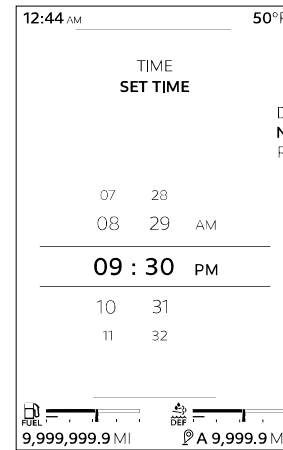 12:44 AM 50°F
TIME
SET TIME
D
N
R
07 28
08 29 AM
09 : 30 PM
10 31
11 32
FUEL DEF
9,999,999.9 MI A 9,999.9 M